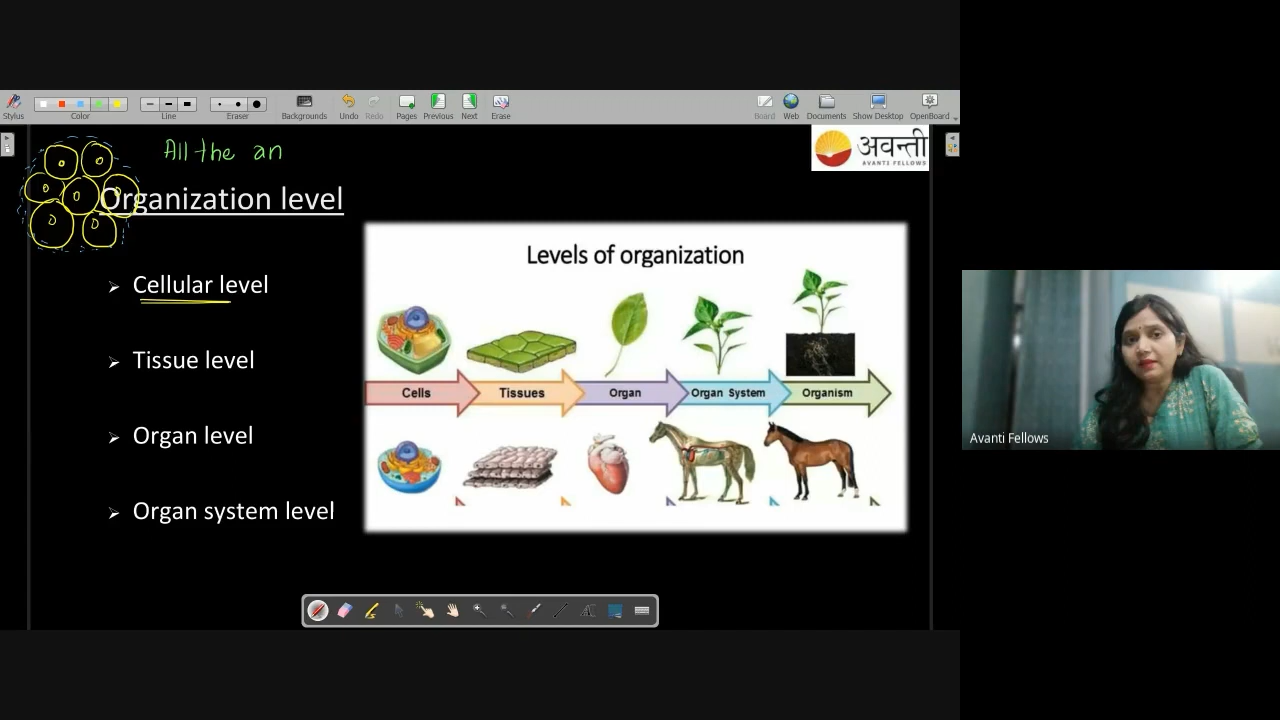 Stylus
Color
Line
Eraser
Backgrounds
Undo
Redo
Pages
Previous
Next
Erase
Board
Web
Documents
Show Desktop
OpenBoard
All the an
अवन्ती
AVANTI FELLOWS
Organization level
Cellular level
Tissue level
Organ level
Organ system level
Levels of organization
Cells
Tissues
Organ
Organ System
Organism
Avanti Fellows